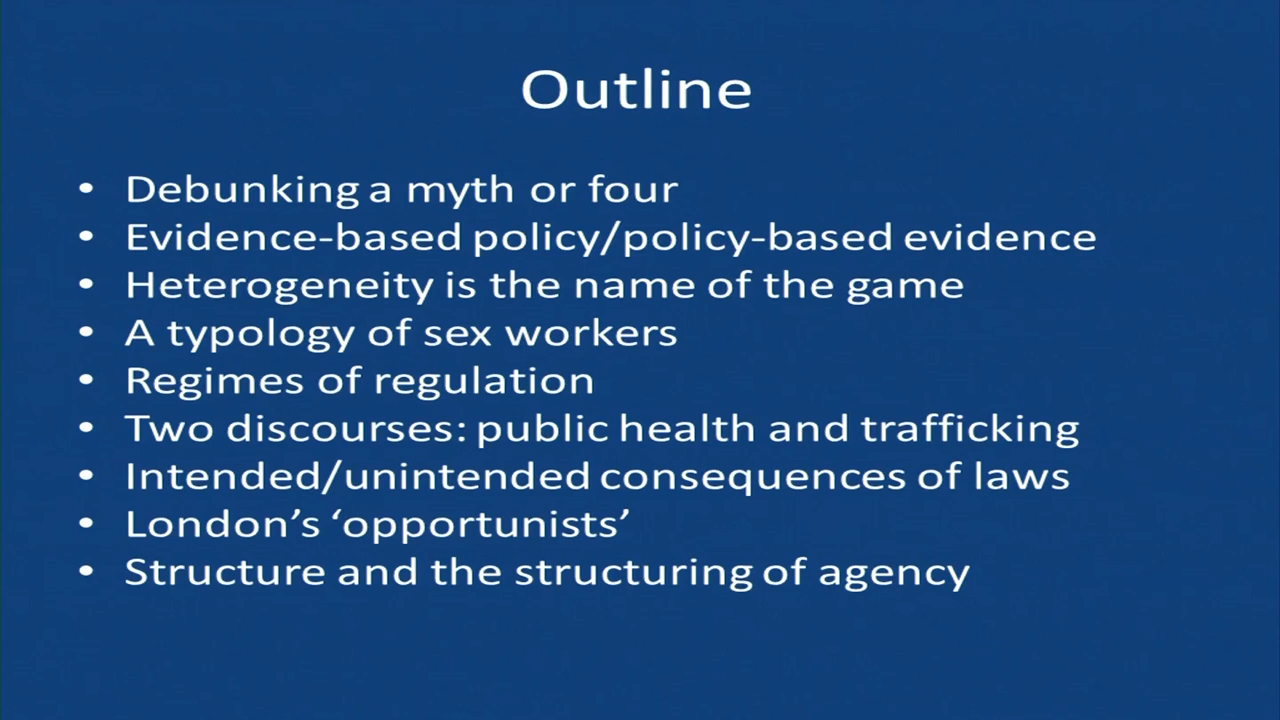 Outline
• Debunking a myth or four
• Evidence-based policy/policy-based evidence
• Heterogeneity is the name of the game
• A typology of sex workers
• Regimes of regulation
• Two discourses: public health and trafficking
• Intended/unintended consequences of laws
• London’s ‘opportunists’
• Structure and the structuring of agency